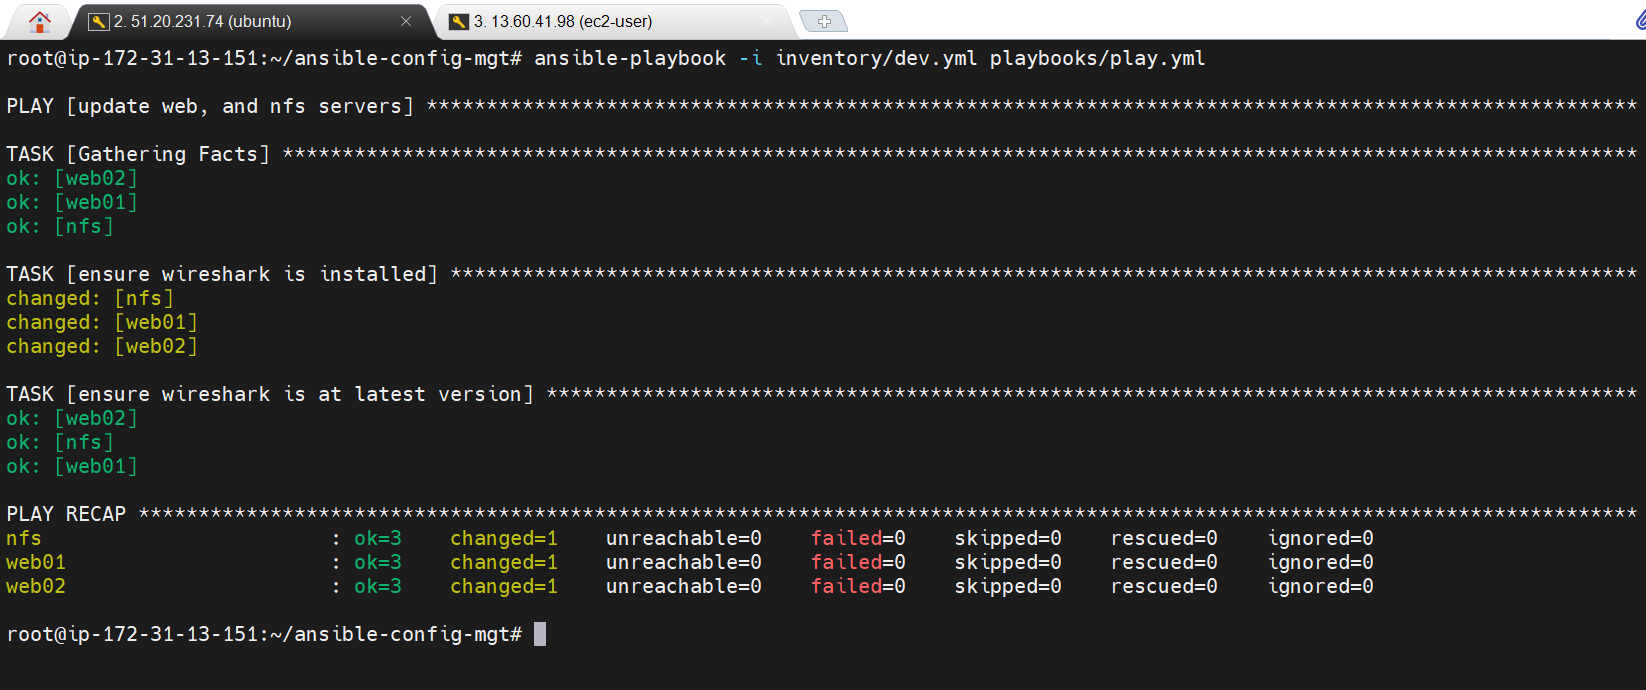 2. 51.20.231.74 (ubuntu) 3. 13.60.41.98 (ec2-user)
root@ip-172-31-13-151:~/ansible-config-mgt# ansible-playbook -i inventory/dev.yml playbooks/play.yml
PLAY [update web, and nfs servers] *****************************************************************************************************
TASK [Gathering Facts] *****************************************************************************************************************
ok: [web02]
ok: [web01]
ok: [nfs]
TASK [ensure wireshark is installed] ***************************************************************************************************
changed: [nfs]
changed: [web01]
changed: [web02]
TASK [ensure wireshark is at latest version] *******************************************************************************************
ok: [web02]
ok: [nfs]
ok: [web01]
PLAY RECAP *****************************************************************************************************************************
nfs : ok=3 changed=1 unreachable=0 failed=0 skipped=0 rescued=0 ignored=0
web01 : ok=3 changed=1 unreachable=0 failed=0 skipped=0 rescued=0 ignored=0
web02 : ok=3 changed=1 unreachable=0 failed=0 skipped=0 rescued=0 ignored=0
root@ip-172-31-13-151:~/ansible-config-mgt#